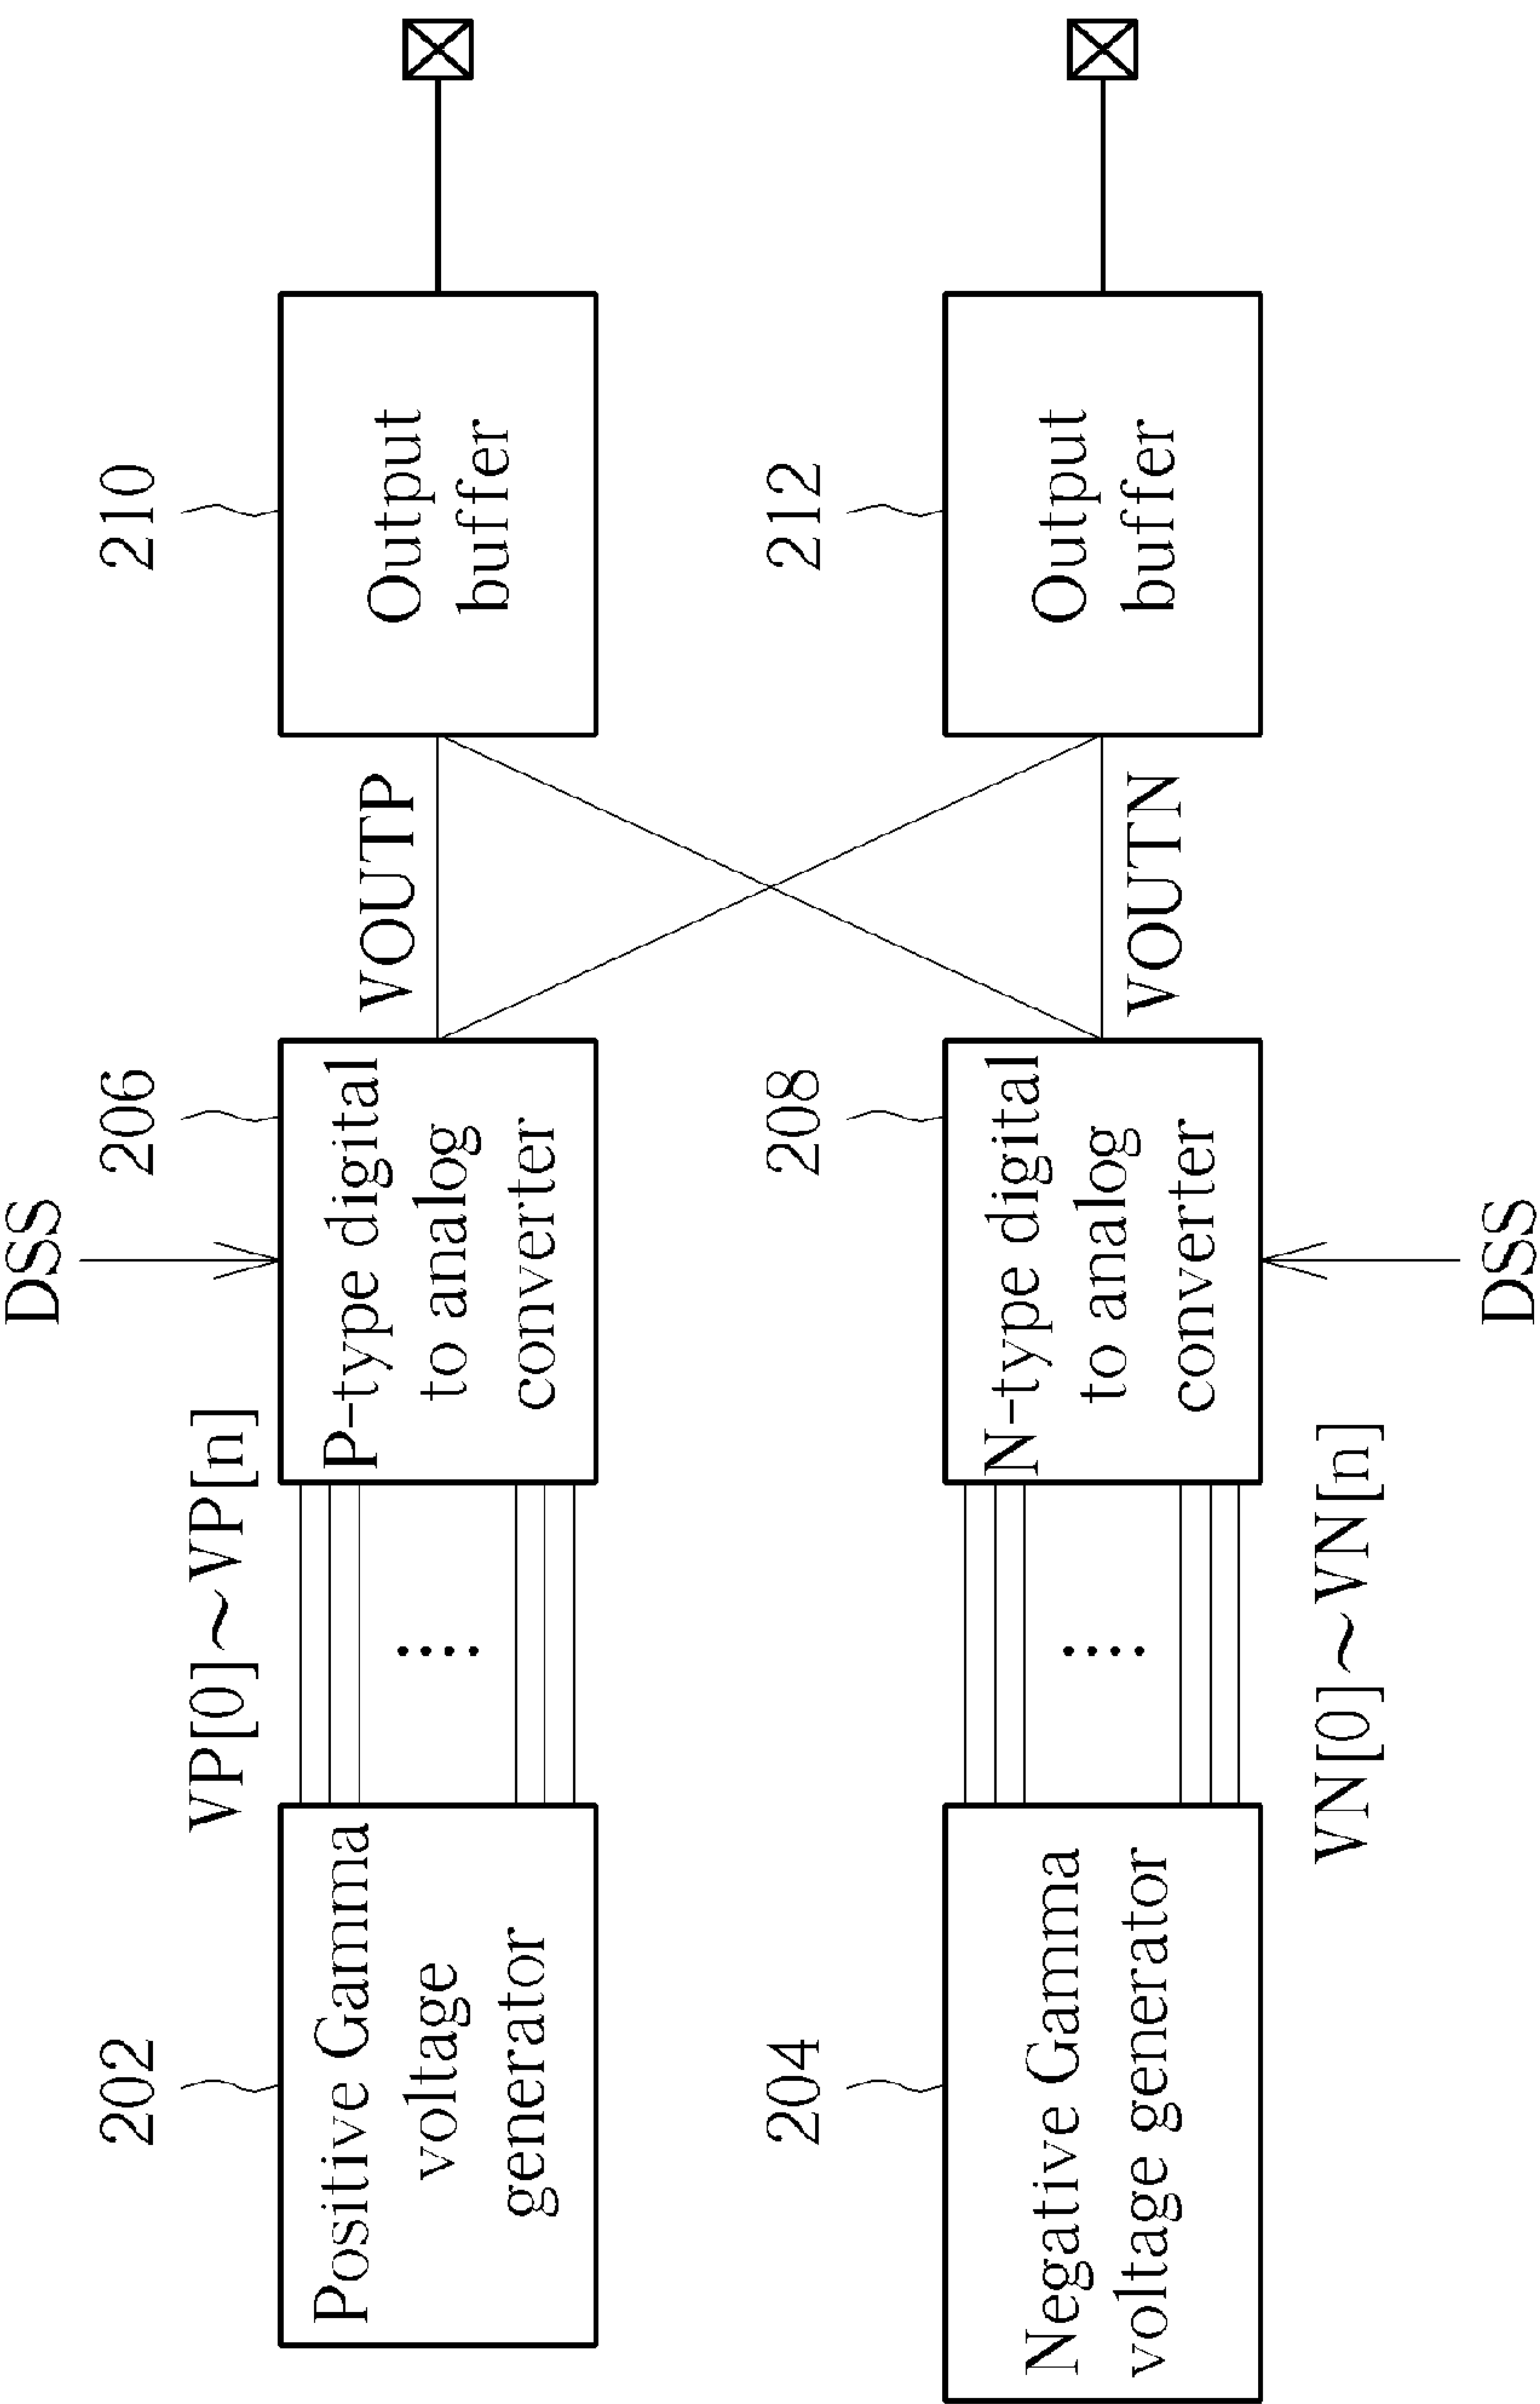 DSS
202
VP[0]~VP[n]
206
210
Positive Gamma
voltage
generator
P-type digital
to analog
converter
VOUTP
Output
buffer
204
208
212
Negative Gamma
voltage generator
N-type digital
to analog
converter
VOUTN
Output
buffer
VN[0]~VN[n]
DSS